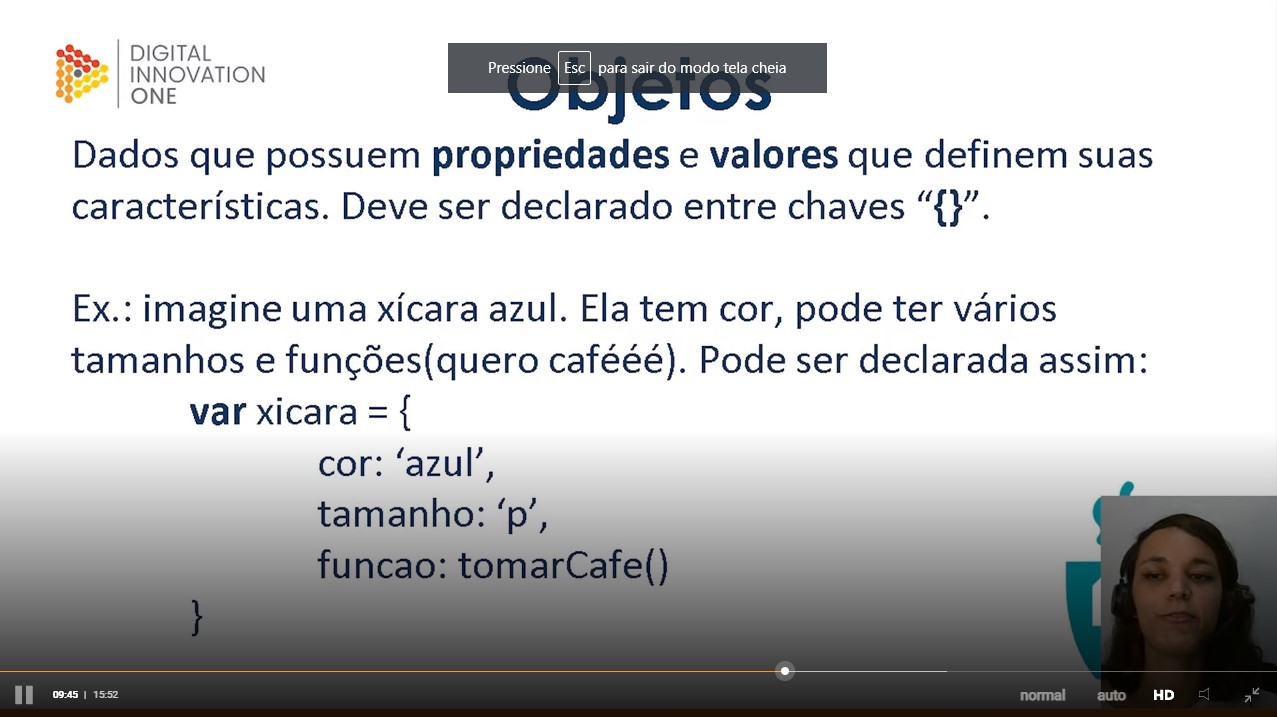 DIGITAL
INNOVATION
ONE
Pressione Esc para sair do modo tela cheia
Objetos
Dados que possuem propriedades e valores que definem suas
características. Deve ser declarado entre chaves “{}”.
Ex.: imagine uma xícara azul. Ela tem cor, pode ter vários
tamanhos e funções(quero cafééé). Pode ser declarada assim:
var xicara = {
cor: ‘azul’,
tamanho: ‘p’,
funcao: tomarCafe()
}
09:45 | 15:52
normal auto HD